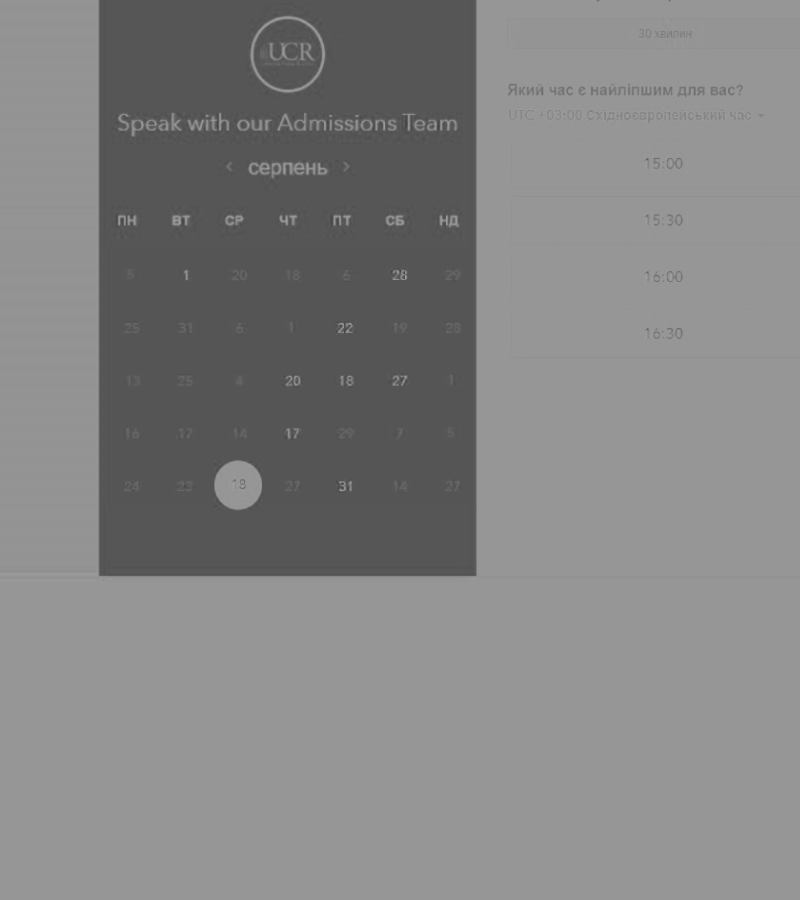 UCR
Speak with our Admissions Team
серпень
ПН ВТ СР ЧТ ПТ СБ НД
5 1 20 18 6 28 29
25 31 6 1 22 19 28
13 25 4 20 18 27 1
16 17 14 17 29 7 5
24 23 18 27 31 14 27
30 хвилин
Який час є найліпшим для вас?
UTC +03:00 Східноєвропейський час
15:00
15:30
16:00
16:30